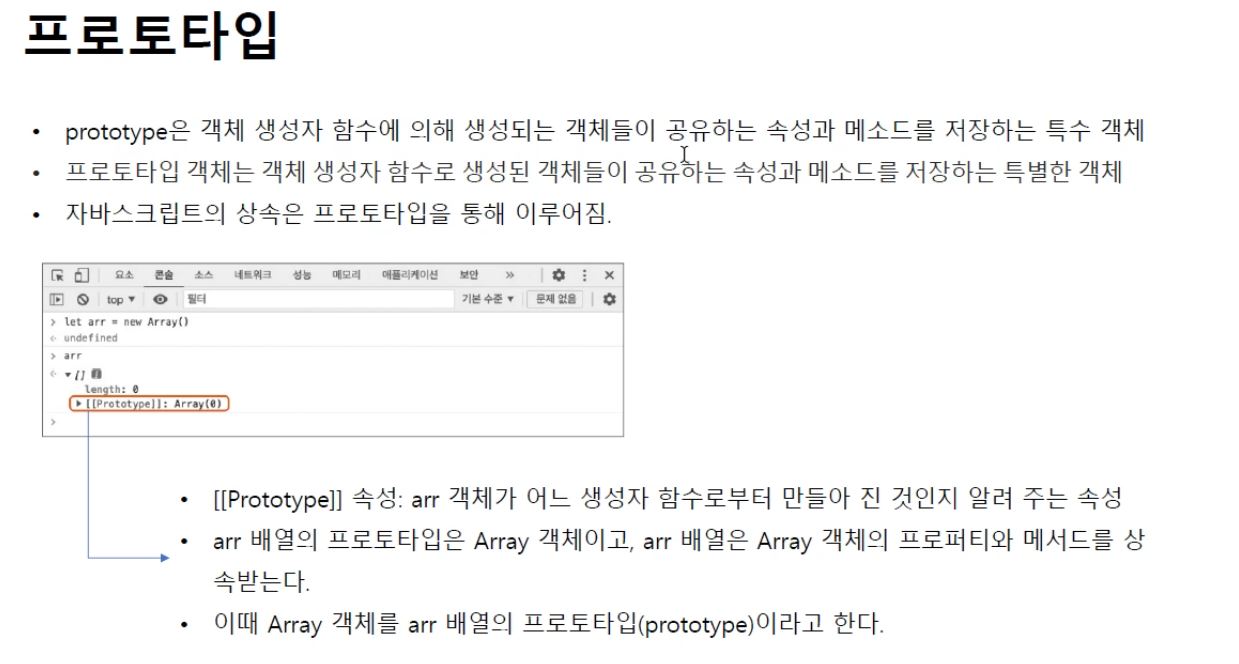 프로토타입
• prototype은 객체 생성자 함수에 의해 생성되는 객체들이 공유하는 속성과 메소드를 저장하는 특수 객체
• 프로토타입 객체는 객체 생성자 함수로 생성된 객체들이 공유하는 속성과 메소드를 저장하는 특별한 객체
• 자바스크립트의 상속은 프로토타입을 통해 이루어짐.
요소 콘솔 소스 네트워크 성능 메모리 애플리케이션 보안 »
top ▼ 필터 기본 수준 ▼ 문제 없음
> let arr = new Array()
undefined
> arr
▼ []
length: 0
▶ [[Prototype]]: Array(0)
>
• [[Prototype]] 속성: arr 객체가 어느 생성자 함수로부터 만들아 진 것인지 알려 주는 속성
• arr 배열의 프로토타입은 Array 객체이고, arr 배열은 Array 객체의 프로퍼티와 메서드를 상
속받는다.
• 이때 Array 객체를 arr 배열의 프로토타입(prototype)이라고 한다.